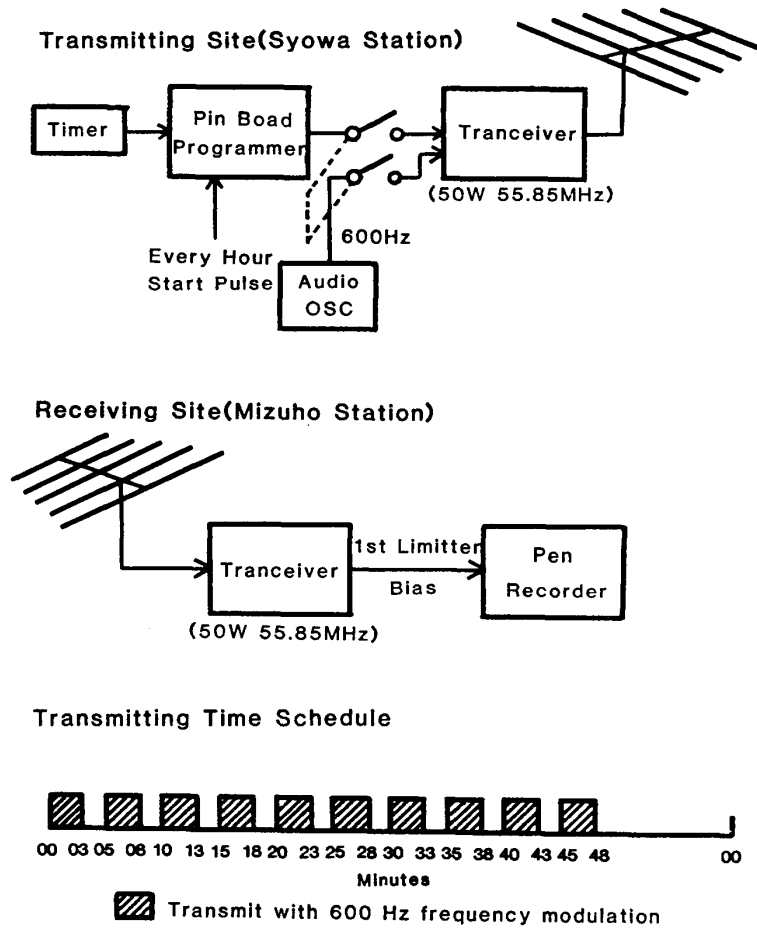 Transmitting Site(Syowa Station)
Timer
Pin Boad
Programmer
Tranceiver
(50W 55.85MHz)
600Hz
Every Hour
Start Pulse
Audio
OSC
Receiving Site(Mizuho Station)
Tranceiver
(50W 55.85MHz)
1st Limitter
Bias
Pen
Recorder
Transmitting Time Schedule
00 03 05 08 10 13 15 18 20 23 25 28 30 33 35 38 40 43 45 48 00
Minutes
Transmit with 600 Hz frequency modulation